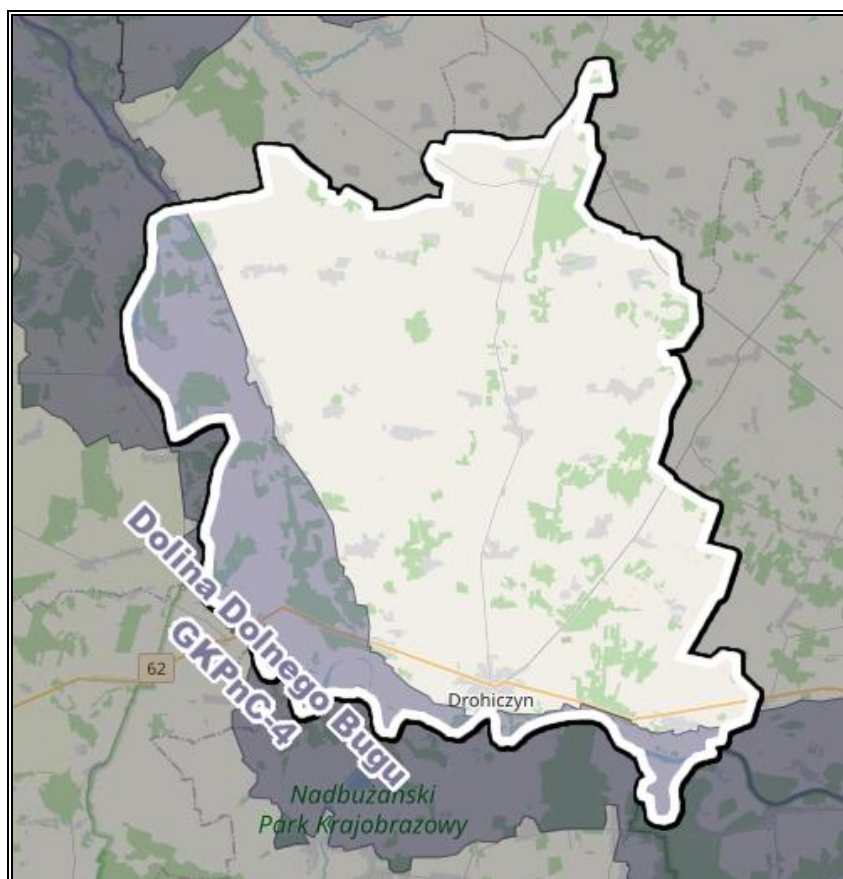 Dolina Dolnego Bugu
GKPnC-4
62
Drohiczyn
Nadbużański
Park Krajobrazowy